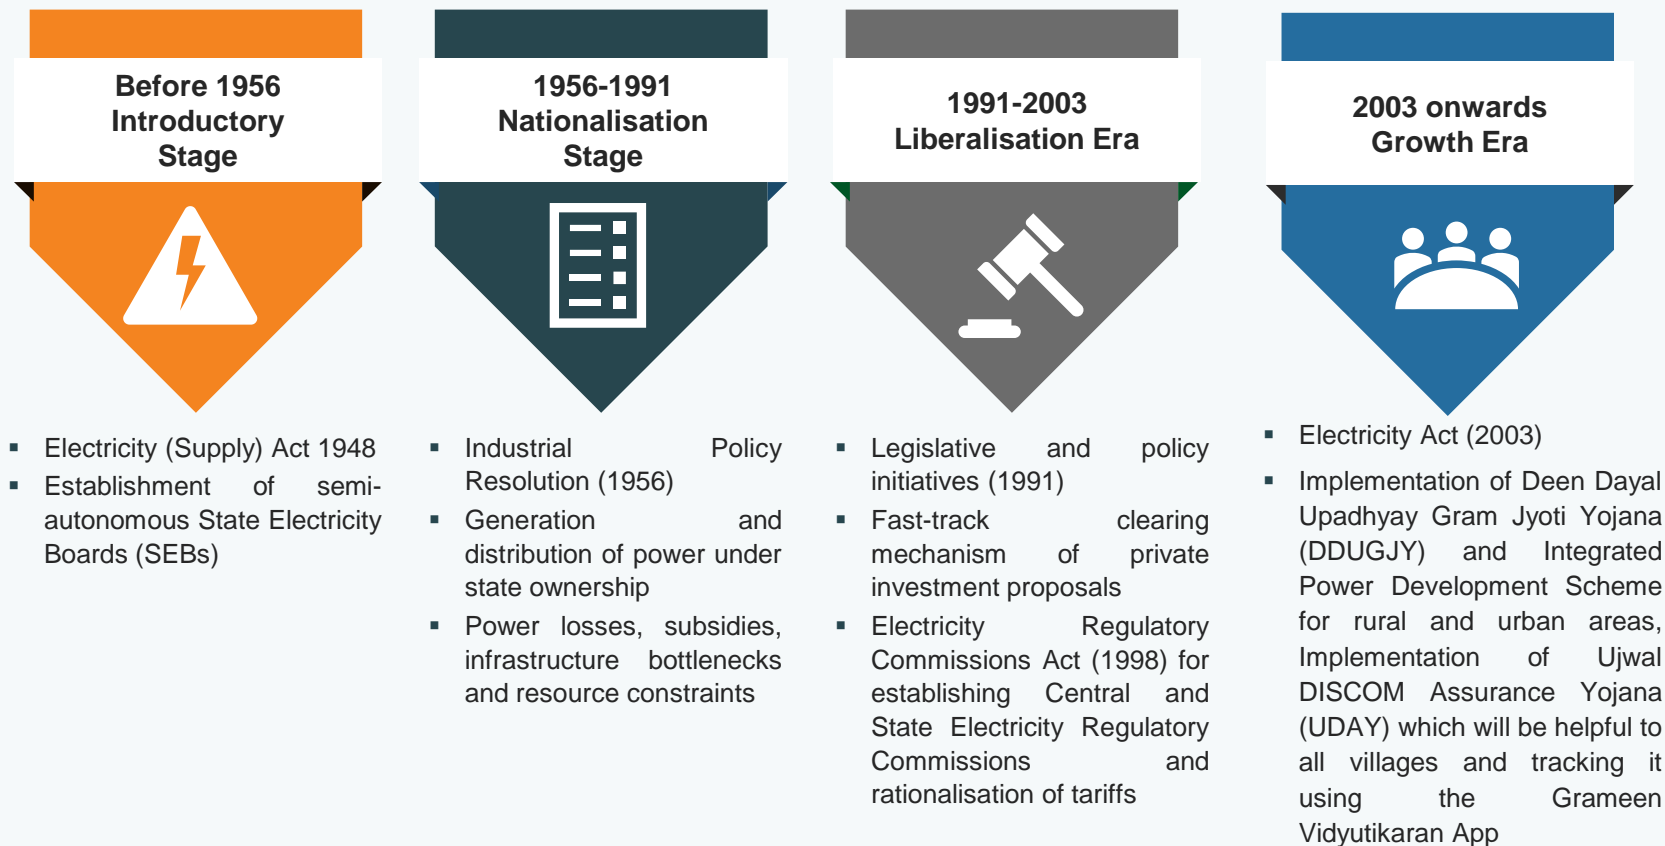 Before 1956
Introductory
Stage
▪ Electricity (Supply) Act 1948
▪ Establishment of semi-
autonomous State Electricity
Boards (SEBs)
1956-1991
Nationalisation
Stage
▪ Industrial Policy
Resolution (1956)
▪ Generation and
distribution of power under
state ownership
▪ Power losses, subsidies,
infrastructure bottlenecks
and resource constraints
1991-2003
Liberalisation Era
▪ Legislative and policy
initiatives (1991)
▪ Fast-track clearing
mechanism of private
investment proposals
▪ Electricity Regulatory
Commissions Act (1998) for
establishing Central and
State Electricity Regulatory
Commissions and
rationalisation of tariffs
2003 onwards
Growth Era
▪ Electricity Act (2003)
▪ Implementation of Deen Dayal
Upadhyay Gram Jyoti Yojana
(DDUGJY) and Integrated
Power Development Scheme
for rural and urban areas,
Implementation of Ujwal
DISCOM Assurance Yojana
(UDAY) which will be helpful to
all villages and tracking it
using the Grameen
Vidyutikaran App